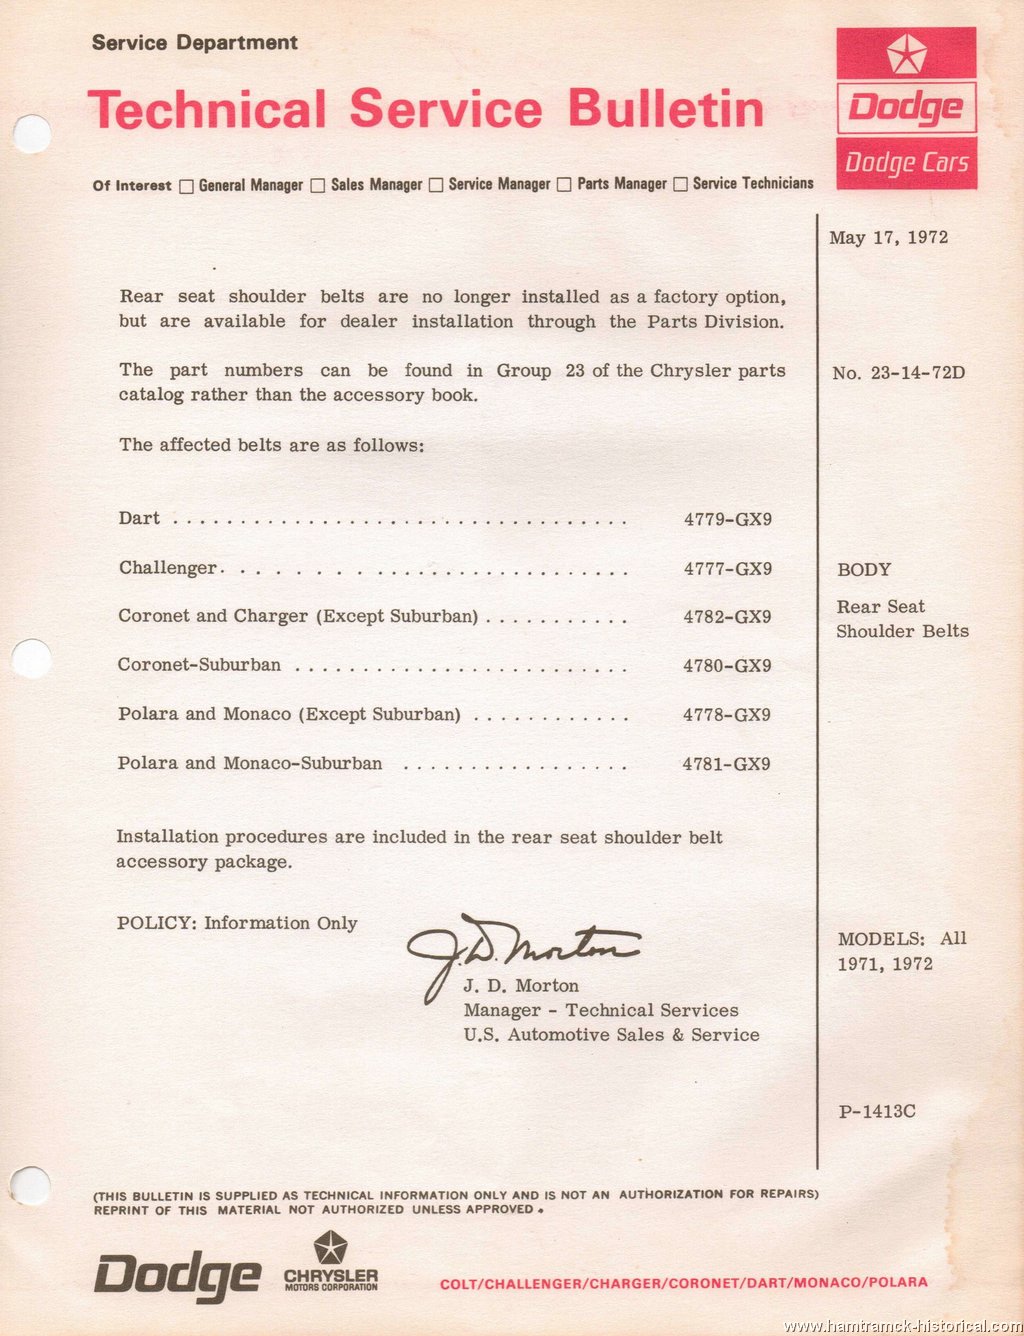 Service Department
Technical Service Bulletin
Dodge
Dodge Cars
Of Interest □ General Manager □ Sales Manager □ Service Manager □ Parts Manager □ Service Technicians
May 17, 1972
Rear seat shoulder belts are no longer installed as a factory option,
but are available for dealer installation through the Parts Division.
The part numbers can be found in Group 23 of the Chrysler parts
catalog rather than the accessory book.
No. 23-14-72D
The affected belts are as follows:
Dart . . . . . . . . . . . . . . . . . . . . . . . . . . . . . . . . . . 4779-GX9
Challenger. . . . . . . . . . . . . . . . . . . . . . . . . . . . 4777-GX9
Coronet and Charger (Except Suburban) . . . . . . . . . . . 4782-GX9
Coronet-Suburban . . . . . . . . . . . . . . . . . . . . . . . . . 4780-GX9
Polara and Monaco (Except Suburban) . . . . . . . . . . . . 4778-GX9
Polara and Monaco-Suburban . . . . . . . . . . . . . . . . . 4781-GX9
BODY
Rear Seat
Shoulder Belts
Installation procedures are included in the rear seat shoulder belt
accessory package.
POLICY: Information Only
J. D. Morton
J. D. Morton
Manager - Technical Services
U.S. Automotive Sales & Service
MODELS: All
1971, 1972
P-1413C
(THIS BULLETIN IS SUPPLIED AS TECHNICAL INFORMATION ONLY AND IS NOT AN AUTHORIZATION FOR REPAIRS)
REPRINT OF THIS MATERIAL NOT AUTHORIZED UNLESS APPROVED.
Dodge
CHRYSLER
MOTORS CORPORATION
COLT/CHALLENGER/CHARGER/CORONET/DART/MONACO/POLARA
www.hamtramck-historical.com